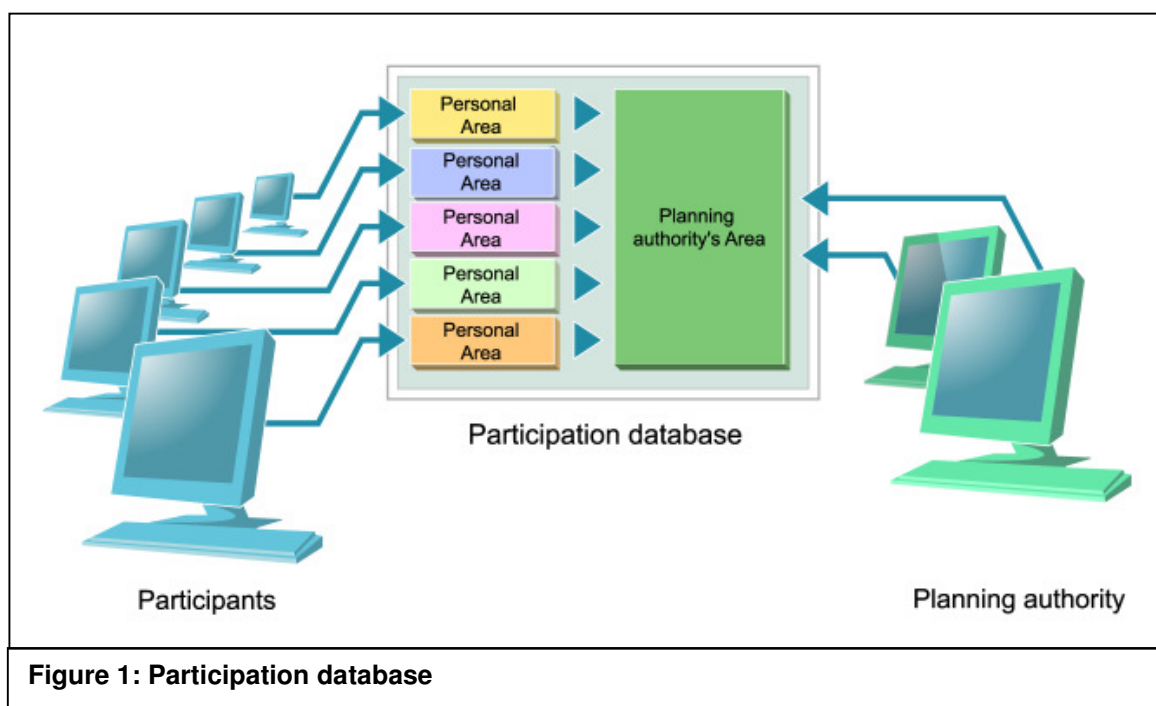 Personal
Area
Personal
Area
Personal
Area
Personal
Area
Personal
Area
Planning
authority's Area
Participation database
Participants
Planning authority
Figure 1: Participation database